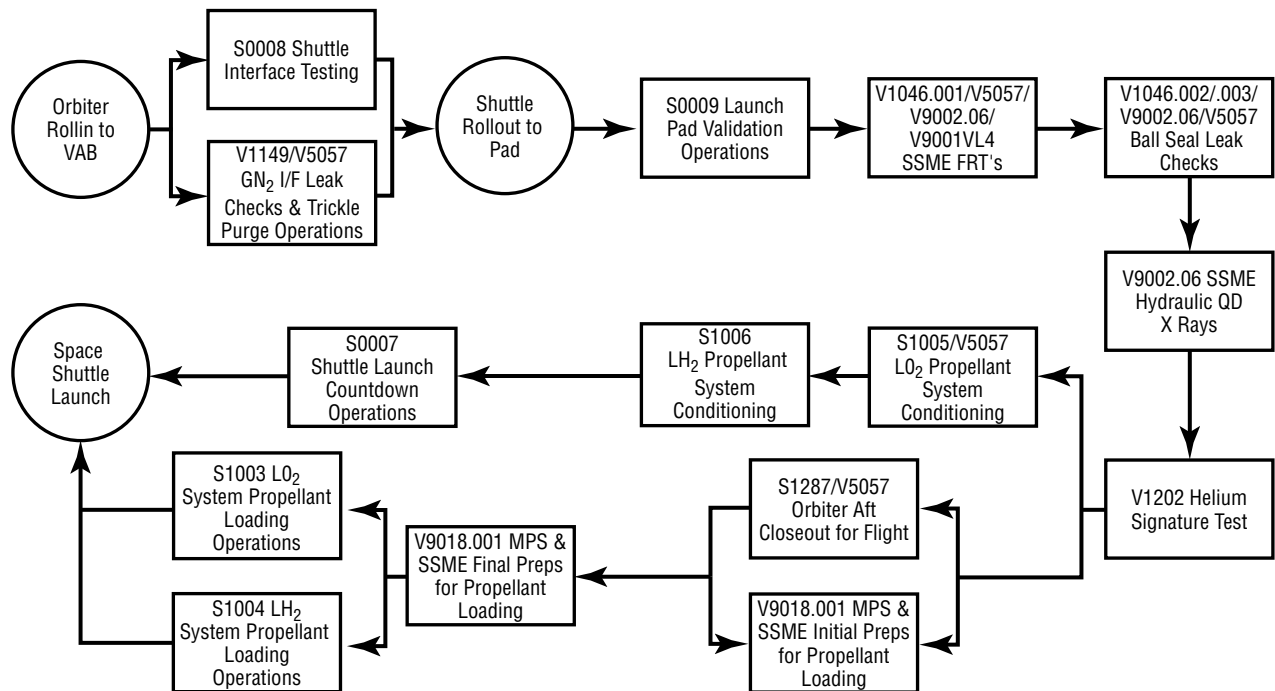 Orbiter
Rollin to
VAB
S0008 Shuttle
Interface Testing
V1149/V5057
GN₂ I/F Leak
Checks & Trickle
Purge Operations
Shuttle
Rollout to
Pad
S0009 Launch
Pad Validation
Operations
V1046.001/V5057/
V9002.06/
V9001VL4
SSME FRT's
V1046.002/.003/
V9002.06/V5057
Ball Seal Leak
Checks
V9002.06 SSME
Hydraulic QD
X Rays
V1202 Helium
Signature Test
S1005/V5057
L0₂ Propellant
System
Conditioning
S1006
LH₂ Propellant
System
Conditioning
S0007
Shuttle Launch
Countdown
Operations
Space
Shuttle
Launch
S1287/V5057
Orbiter Aft
Closeout for Flight
V9018.001 MPS &
SSME Initial Preps
for Propellant
Loading
V9018.001 MPS &
SSME Final Preps
for Propellant
Loading
S1003 L0₂
System Propellant
Loading
Operations
S1004 LH₂
System Propellant
Loading
Operations